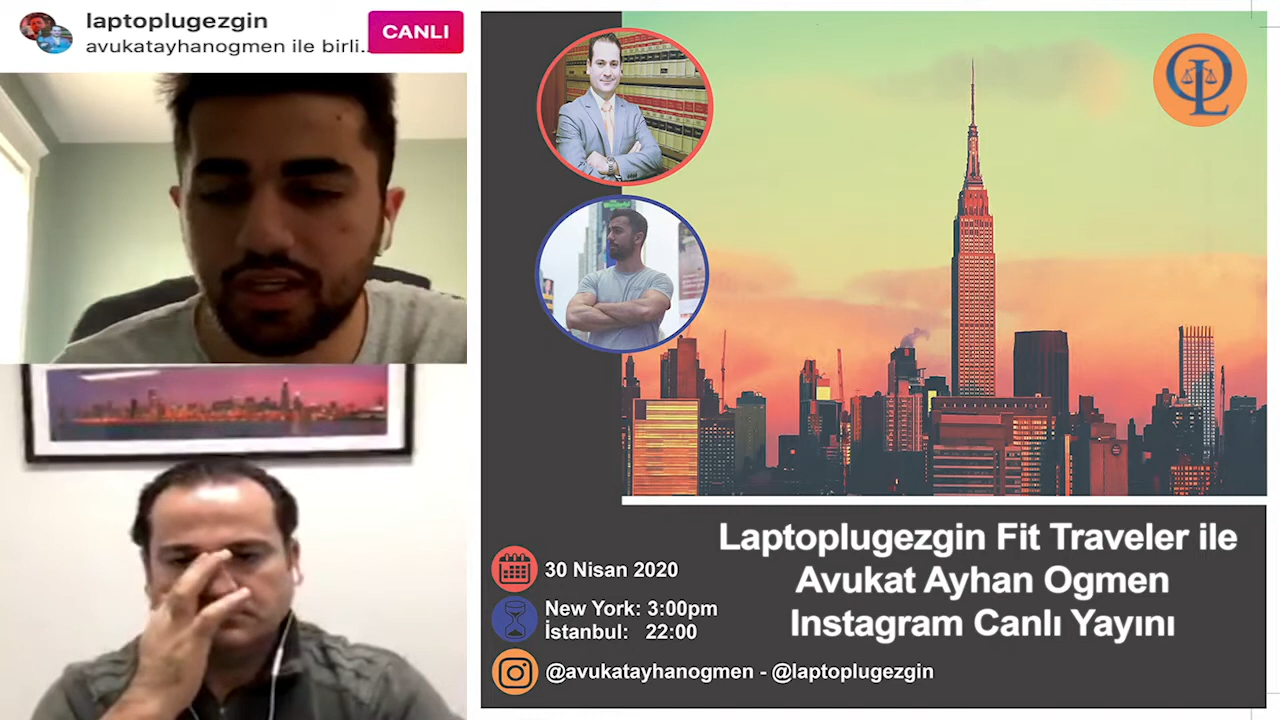 laptoplugezgin
avukatayhanogmen ile birli..
CANLI
OL
Laptoplugezgin Fit Traveler ile
Avukat Ayhan Ogmen
Instagram Canlı Yayını
30 Nisan 2020
New York: 3:00pm
İstanbul: 22:00
@avukatayhanogmen - @laptoplugezgin